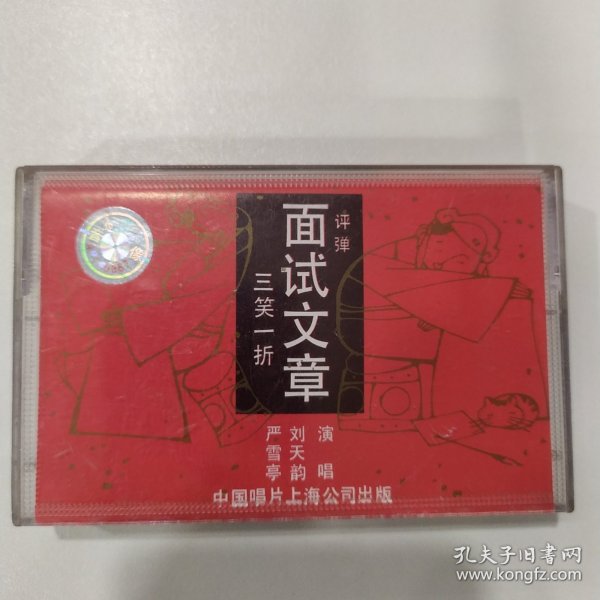 评弹
面试文章
三笑一折
演唱
刘天韵
严雪亭
中国唱片上海公司出版
孔夫子旧书网
www.kongfz.com